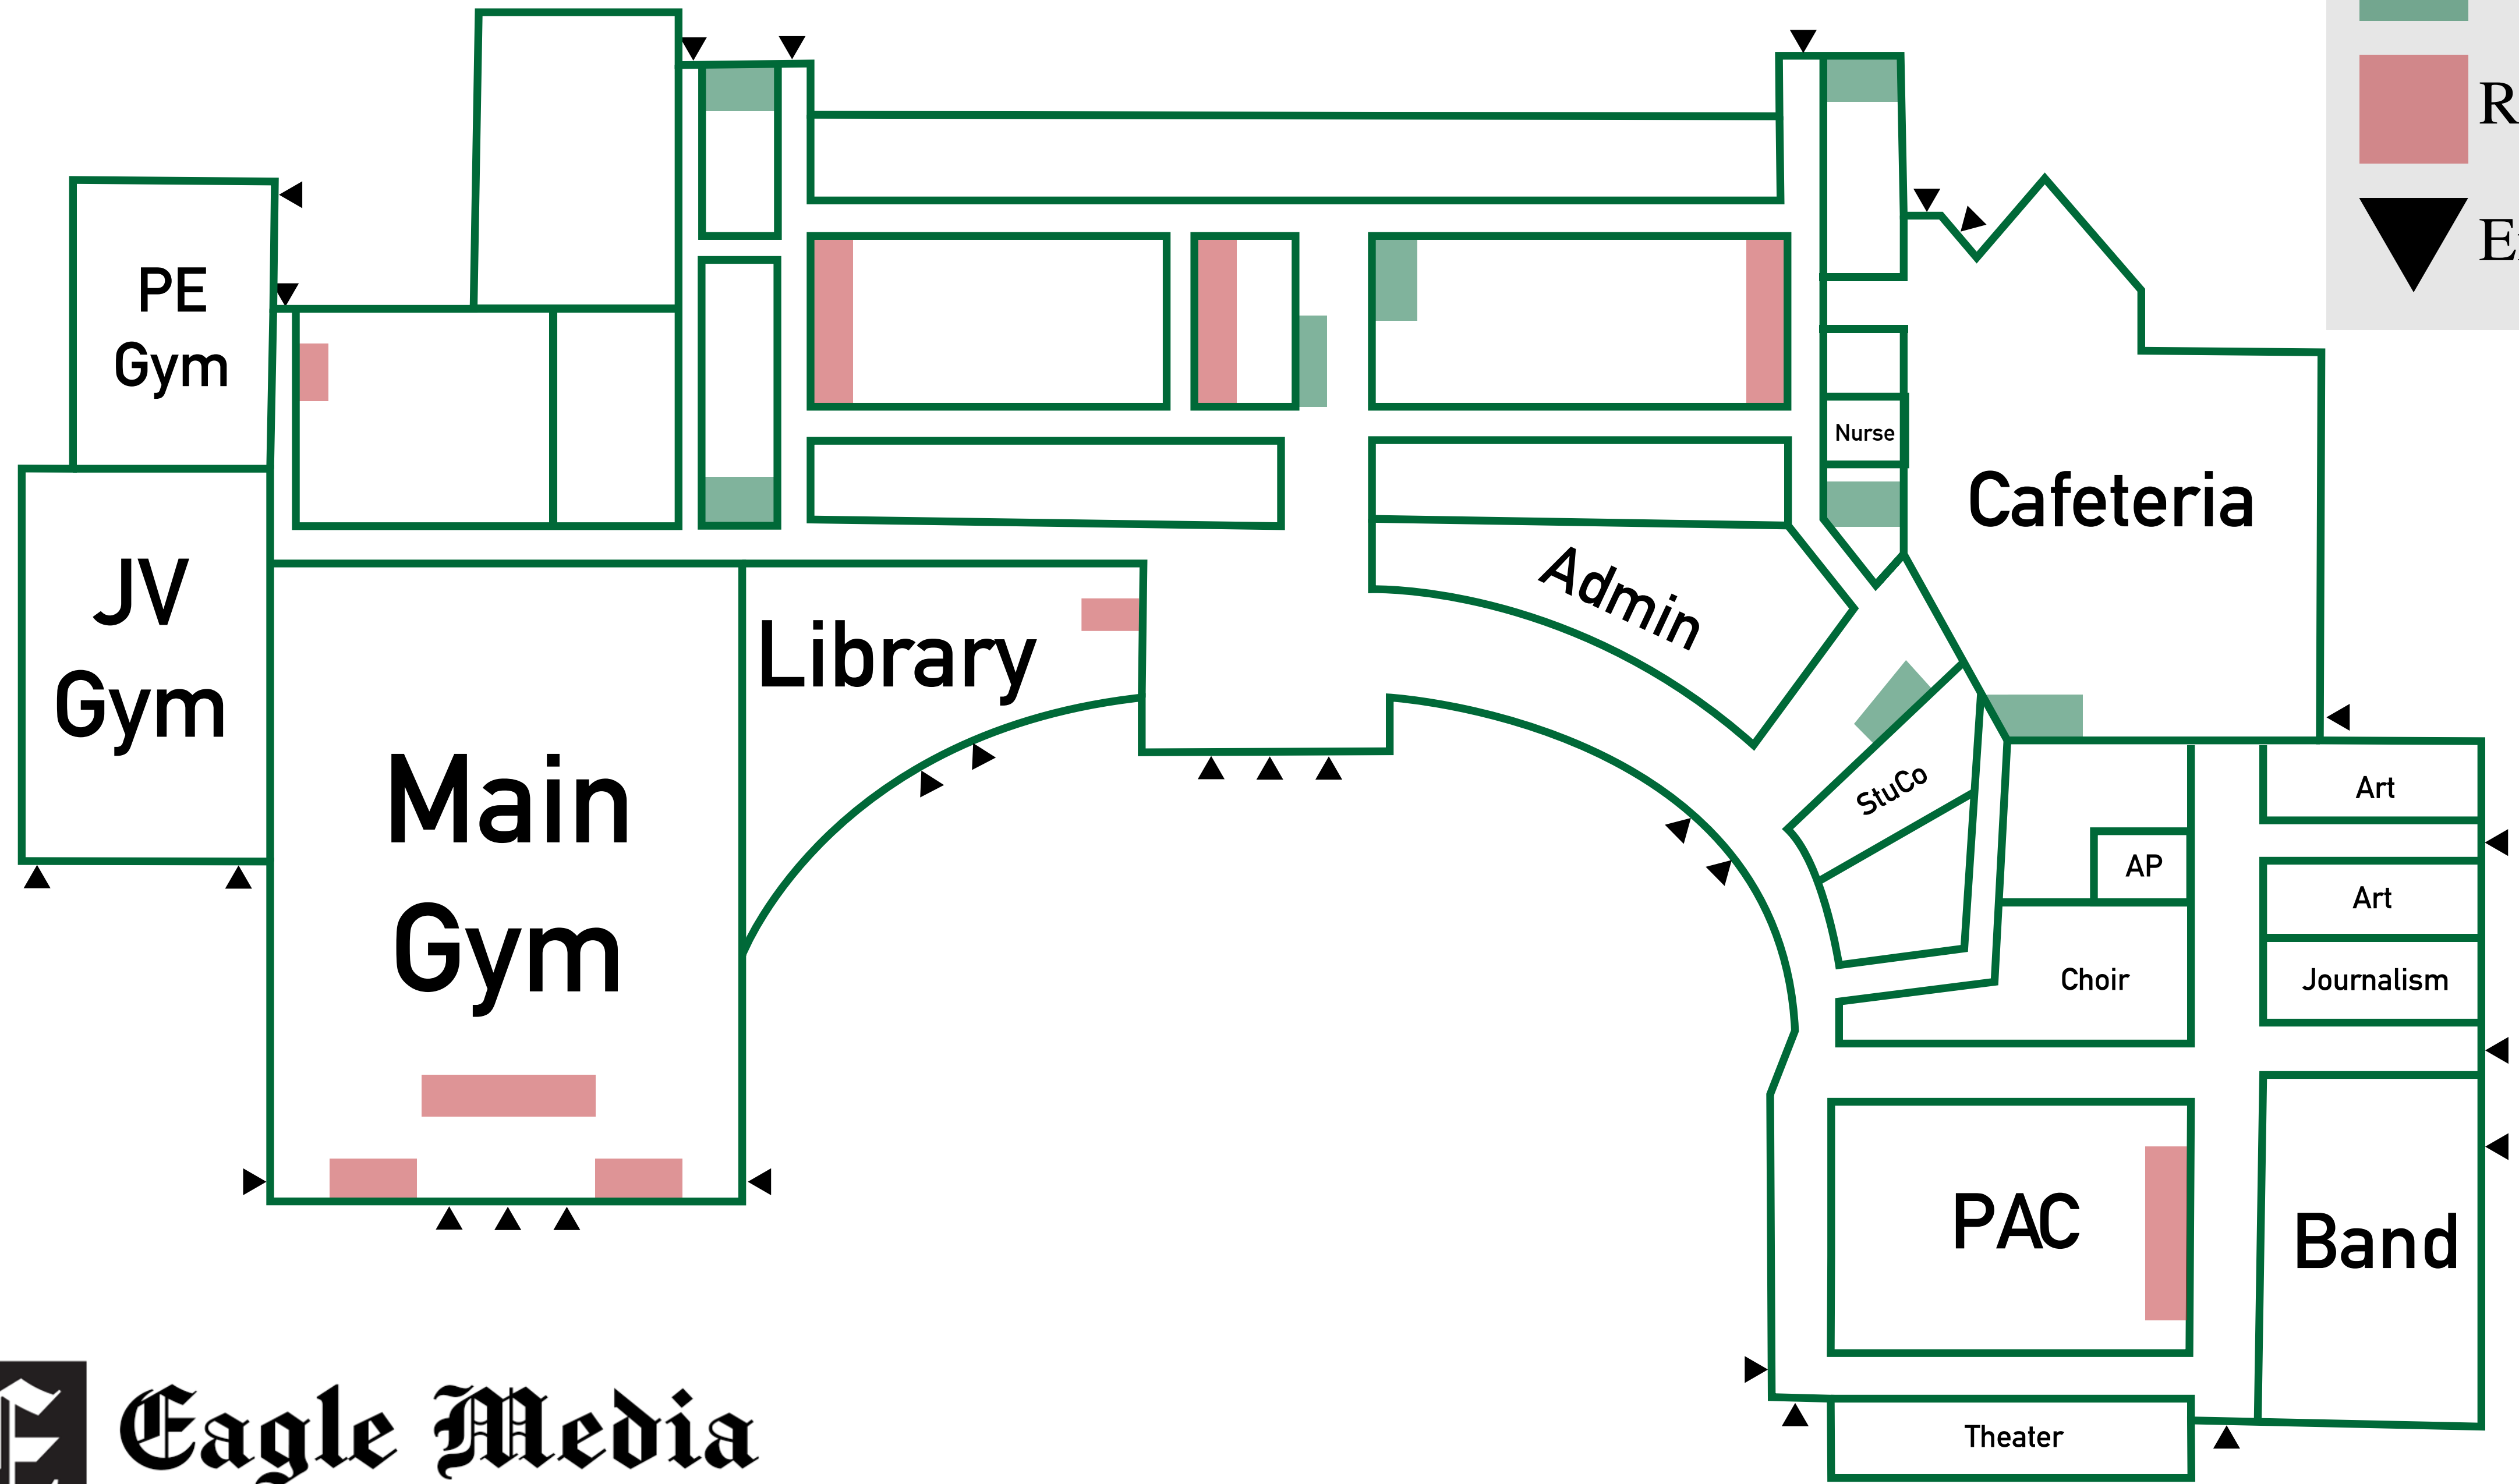 R
E
PE
Gym
Nurse
Cafeteria
JV
Gym
Admin
Library
Main
Gym
StuCo
Art
AP
Art
Choir
Journalism
PAC
Band
Theater
E
Eagle Media